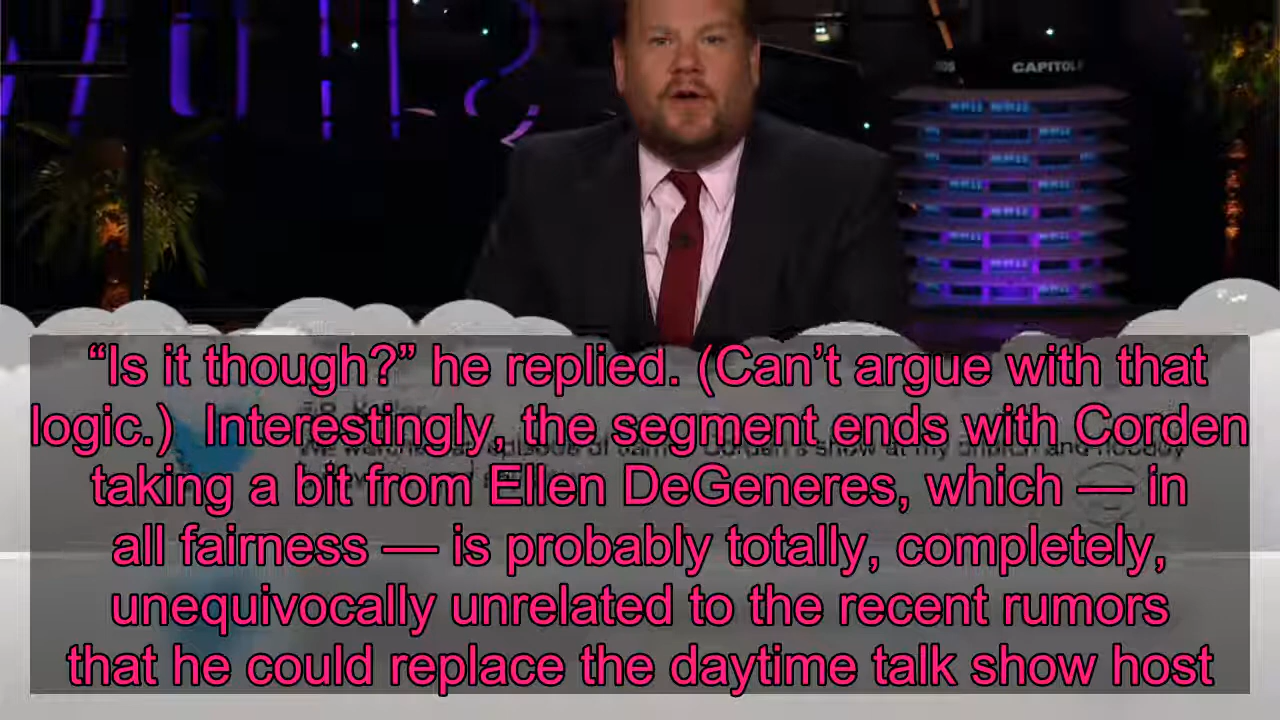 CAPITOL
“Is it though?” he replied. (Can’t argue with that
logic.)  Interestingly, the segment ends with Corden
taking a bit from Ellen DeGeneres, which — in
all fairness — is probably totally, completely,
unequivocally unrelated to the recent rumors
that he could replace the daytime talk show host